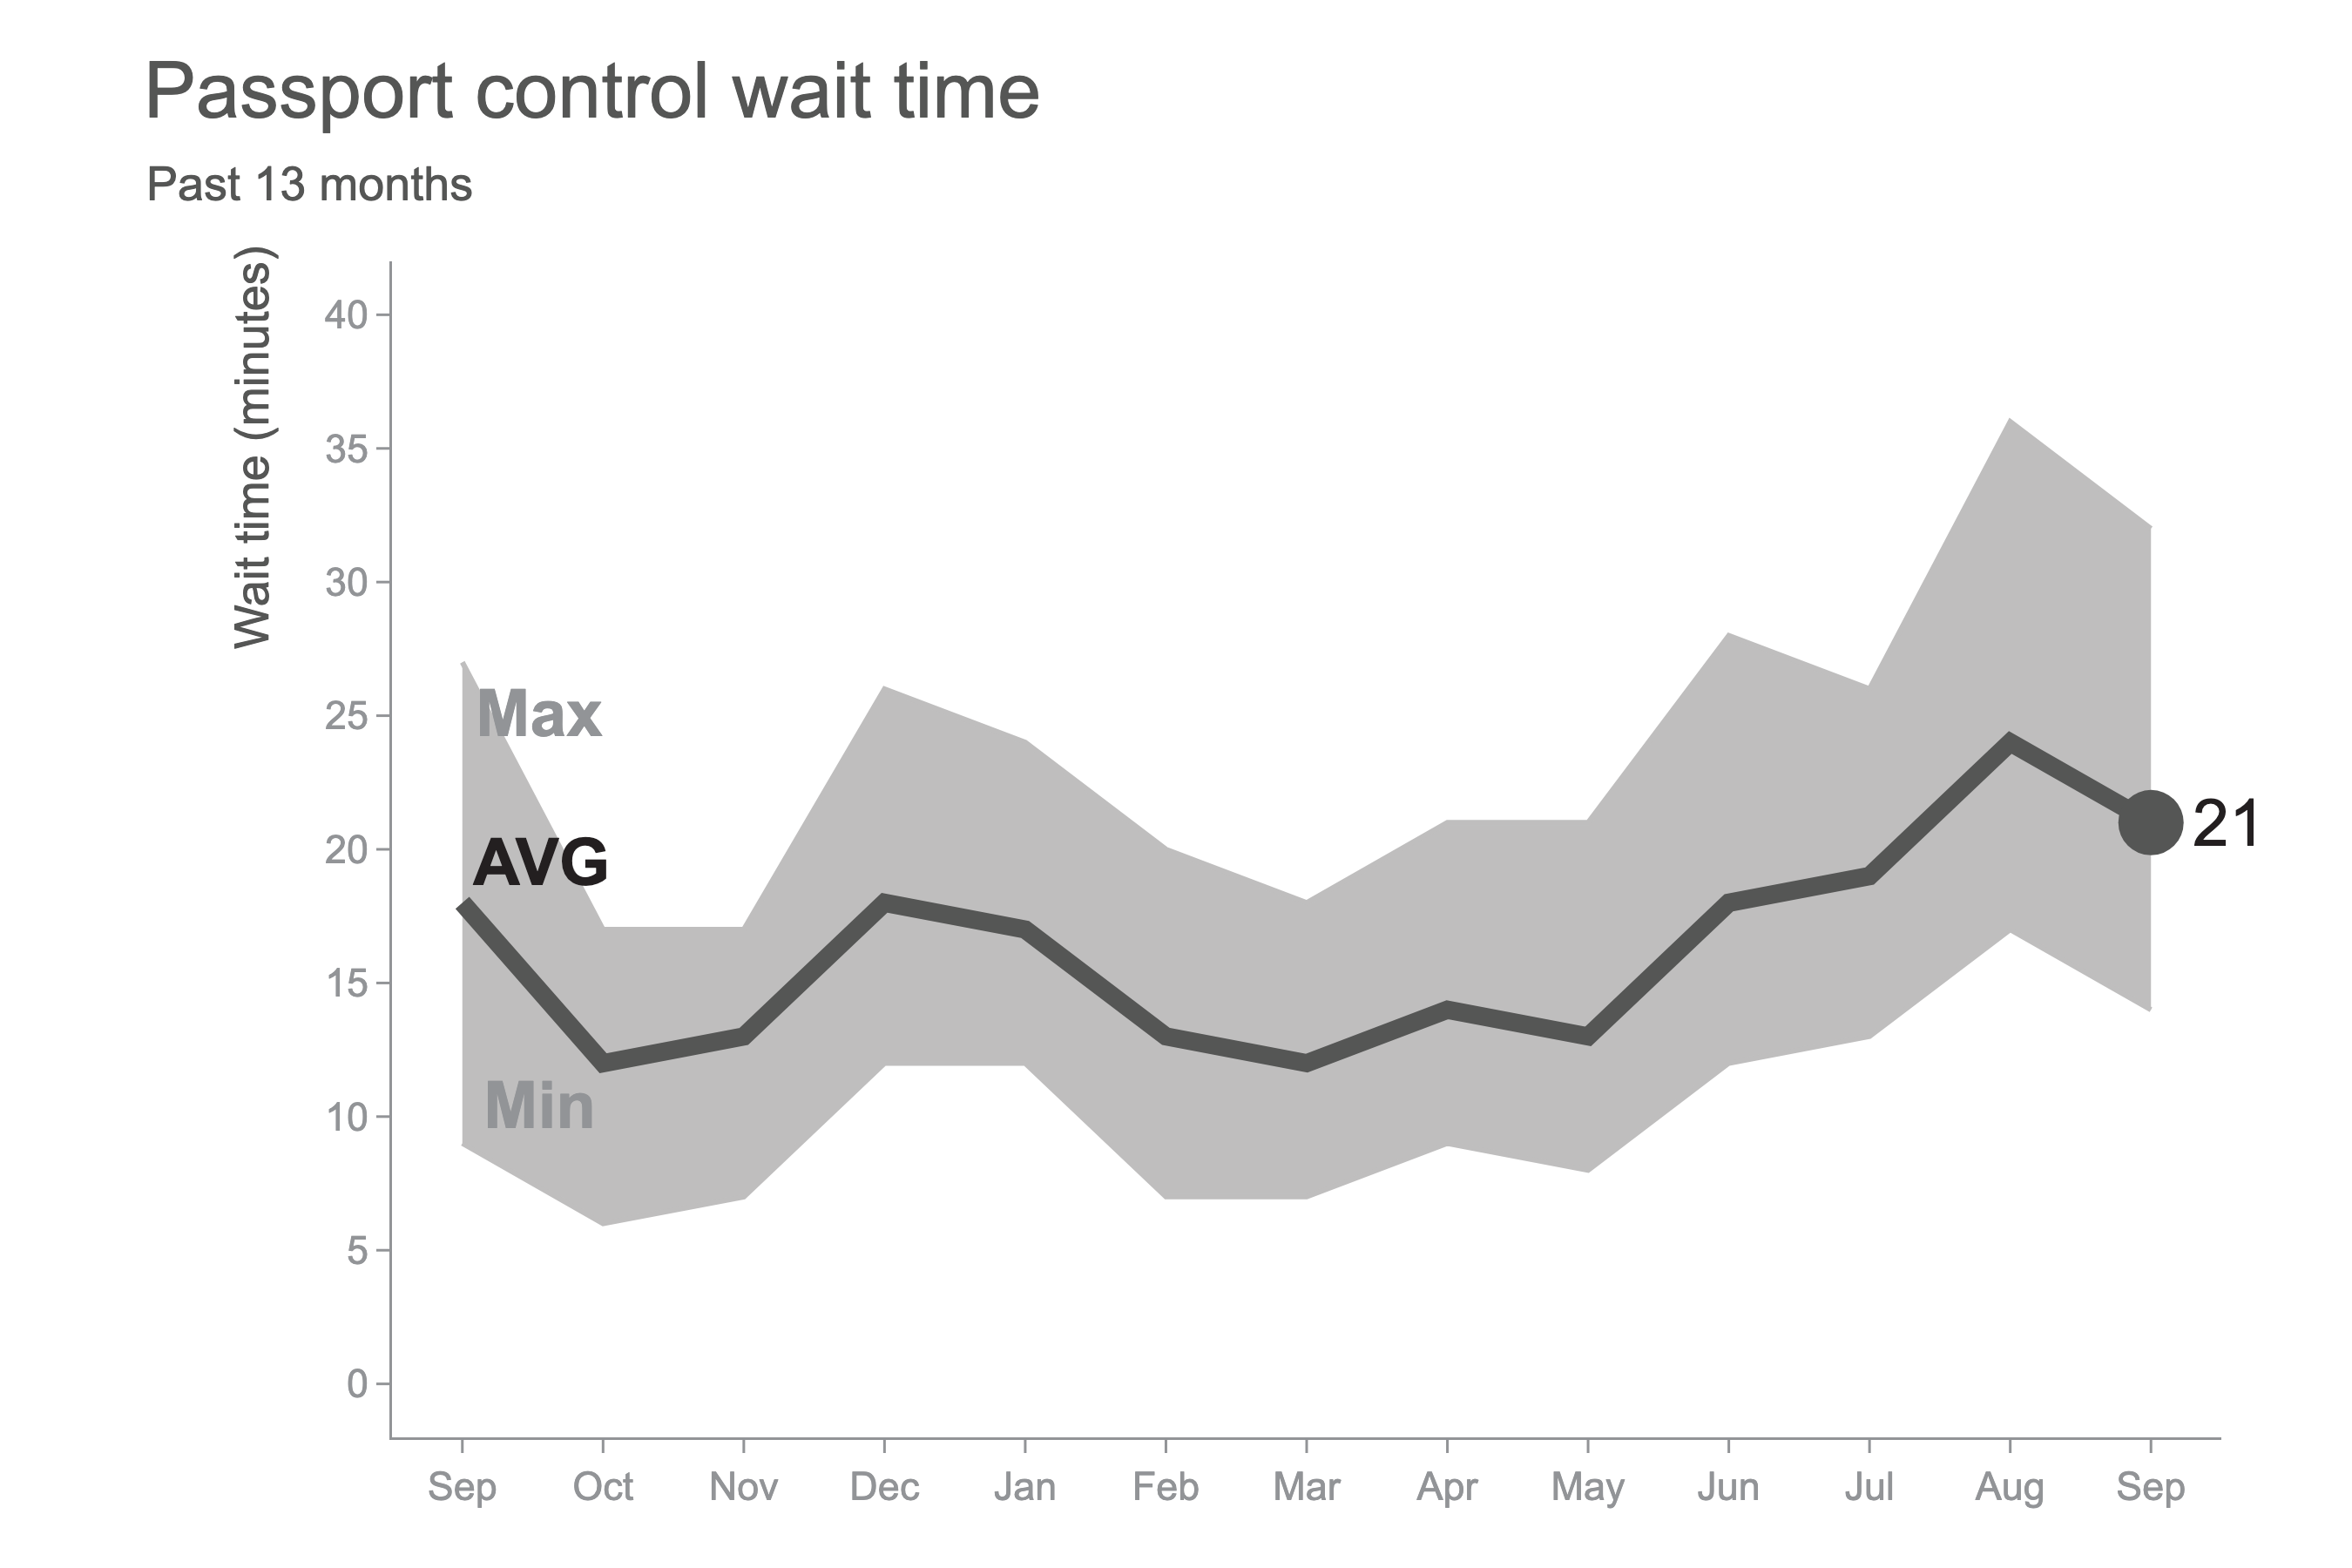 Passport control wait time
Past 13 months
Wait time (minutes)
40
35
30
25
20
15
10
5
0
Max
AVG
Min
21
Sep Oct Nov Dec Jan Feb Mar Apr May Jun Jul Aug Sep